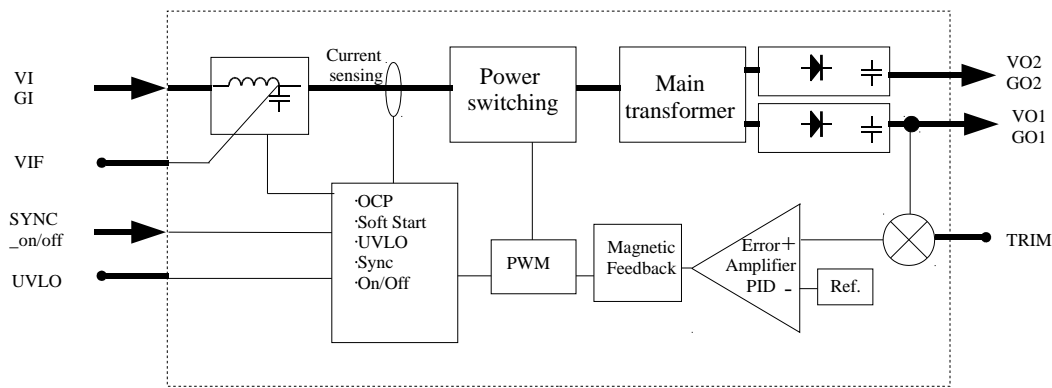 Current
sensing
VI
GI
Power
switching
Main
transformer
VO2
GO2
VO1
GO1
VIF
·OCP
·Soft Start
·UVLO
·Sync
·On/Off
SYNC
_on/off
UVLO
PWM
Magnetic
Feedback
Error+
Amplifier
PID -
Ref.
TRIM